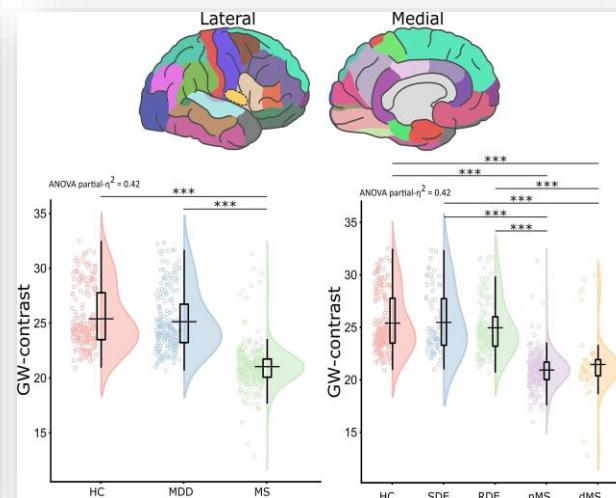 Lateral
Medial
ANOVA partial-η² = 0.42
***
***
GW-contrast
35
30
25
20
15
HC
MDD
MS
ANOVA partial-η² = 0.42
***
***
***
***
***
GW-contrast
35
30
25
20
15
HC
SDE
RDE
nMS
dMS